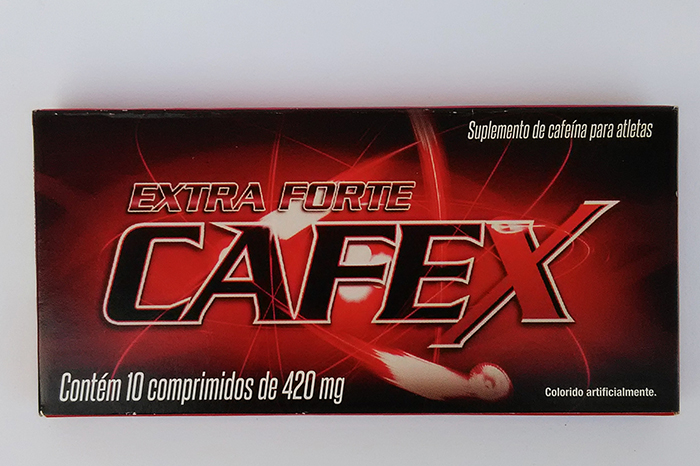 Suplemento de cafeína para atletas
EXTRA FORTE
CAFEX
Contém 10 comprimidos de 420 mg
Colorido artificialmente.